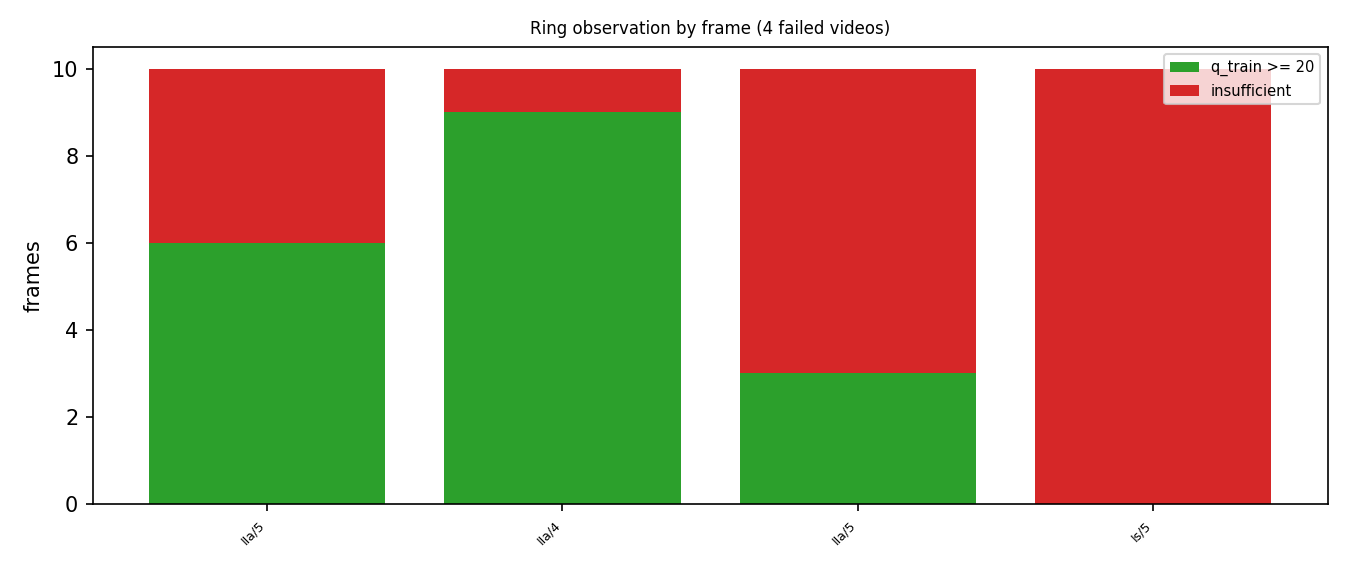 Ring observation by frame (4 failed videos)
q_train >= 20
insufficient
frames
10
8
6
4
2
0
IIa/5
IIa/4
IIa/5
Is/5